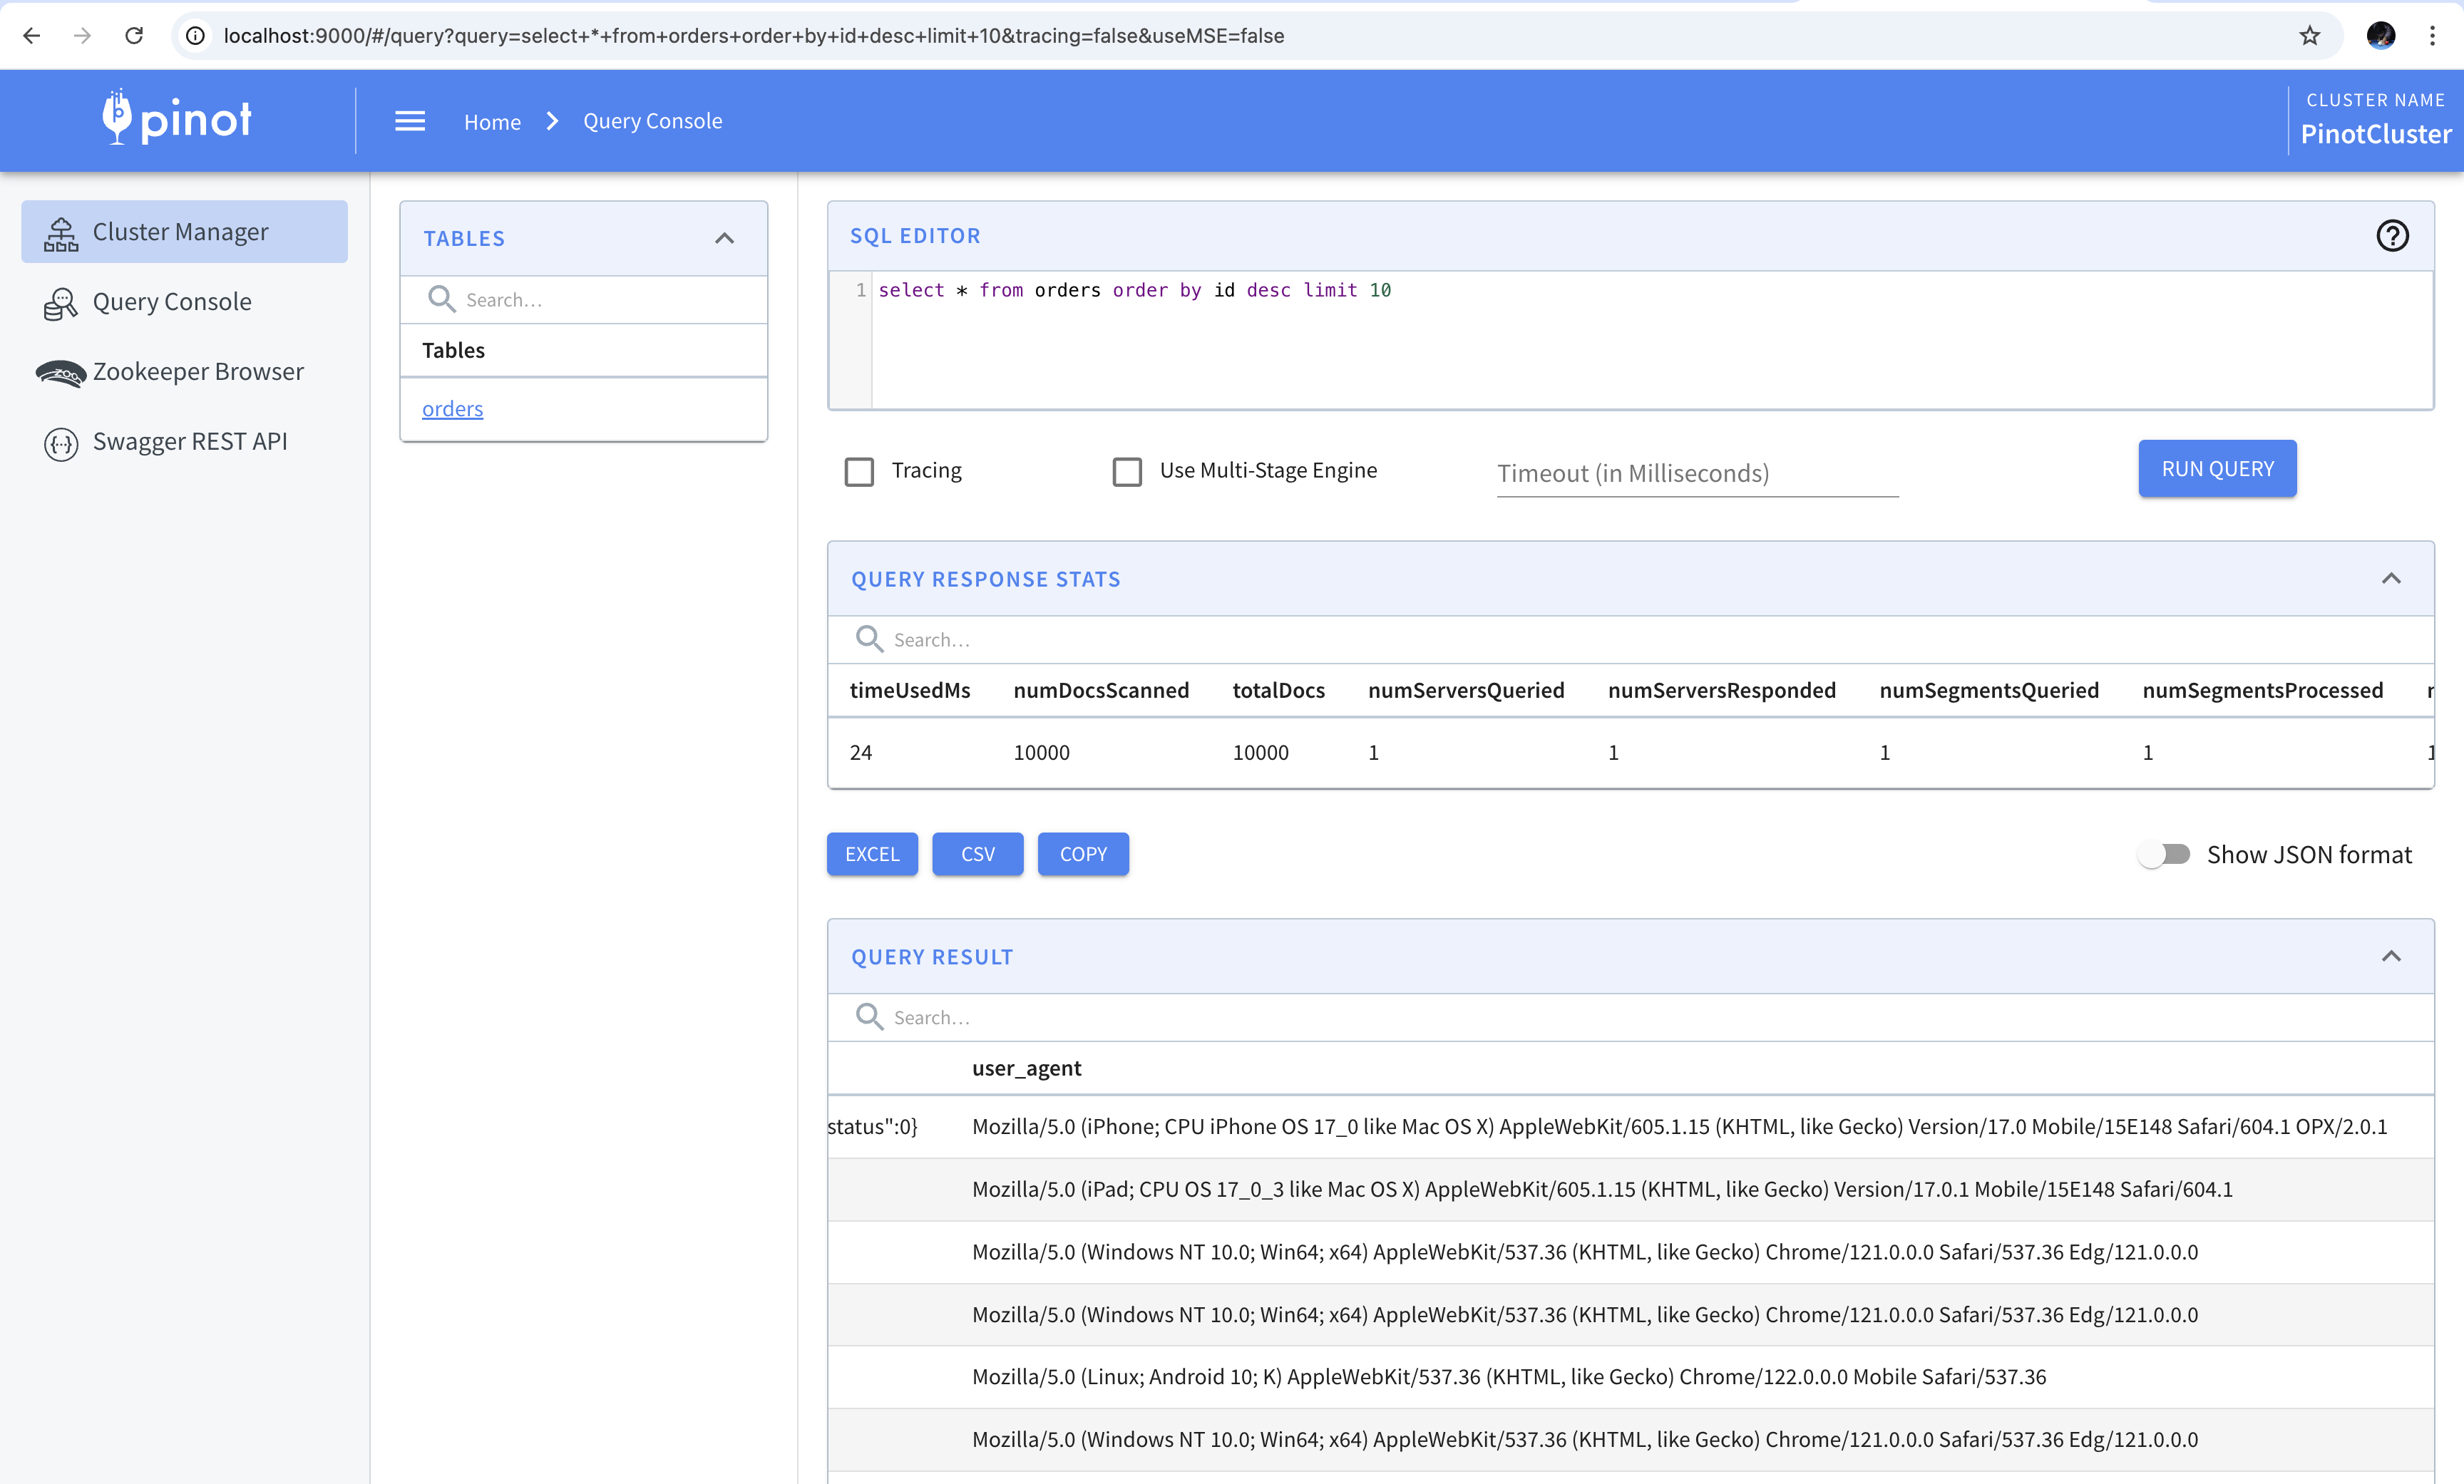 localhost:9000/#/query?query=select+*+from+orders+order+by+id+desc+limit+10&tracing=false&useMSE=false
pinot
Home
Query Console
CLUSTER NAME
PinotCluster
Cluster Manager
Query Console
Zookeeper Browser
ZOO
Swagger REST API
TABLES
Search…
Tables
orders
SQL EDITOR
1 select * from orders order by id desc limit 10
Tracing
Use Multi-Stage Engine
Timeout (in Milliseconds)
RUN QUERY
QUERY RESPONSE STATS
Search…
timeUsedMs numDocsScanned totalDocs numServersQueried numServersResponded numSegmentsQueried numSegmentsProcessed
24 10000 10000 1 1 1 1 1
EXCEL CSV COPY
Show JSON format
QUERY RESULT
Search…
user_agent
status":0} Mozilla/5.0 (iPhone; CPU iPhone OS 17_0 like Mac OS X) AppleWebKit/605.1.15 (KHTML, like Gecko) Version/17.0 Mobile/15E148 Safari/604.1 OPX/2.0.1
Mozilla/5.0 (iPad; CPU OS 17_0_3 like Mac OS X) AppleWebKit/605.1.15 (KHTML, like Gecko) Version/17.0.1 Mobile/15E148 Safari/604.1
Mozilla/5.0 (Windows NT 10.0; Win64; x64) AppleWebKit/537.36 (KHTML, like Gecko) Chrome/121.0.0.0 Safari/537.36 Edg/121.0.0.0
Mozilla/5.0 (Windows NT 10.0; Win64; x64) AppleWebKit/537.36 (KHTML, like Gecko) Chrome/121.0.0.0 Safari/537.36 Edg/121.0.0.0
Mozilla/5.0 (Linux; Android 10; K) AppleWebKit/537.36 (KHTML, like Gecko) Chrome/122.0.0.0 Mobile Safari/537.36
Mozilla/5.0 (Windows NT 10.0; Win64; x64) AppleWebKit/537.36 (KHTML, like Gecko) Chrome/121.0.0.0 Safari/537.36 Edg/121.0.0.0